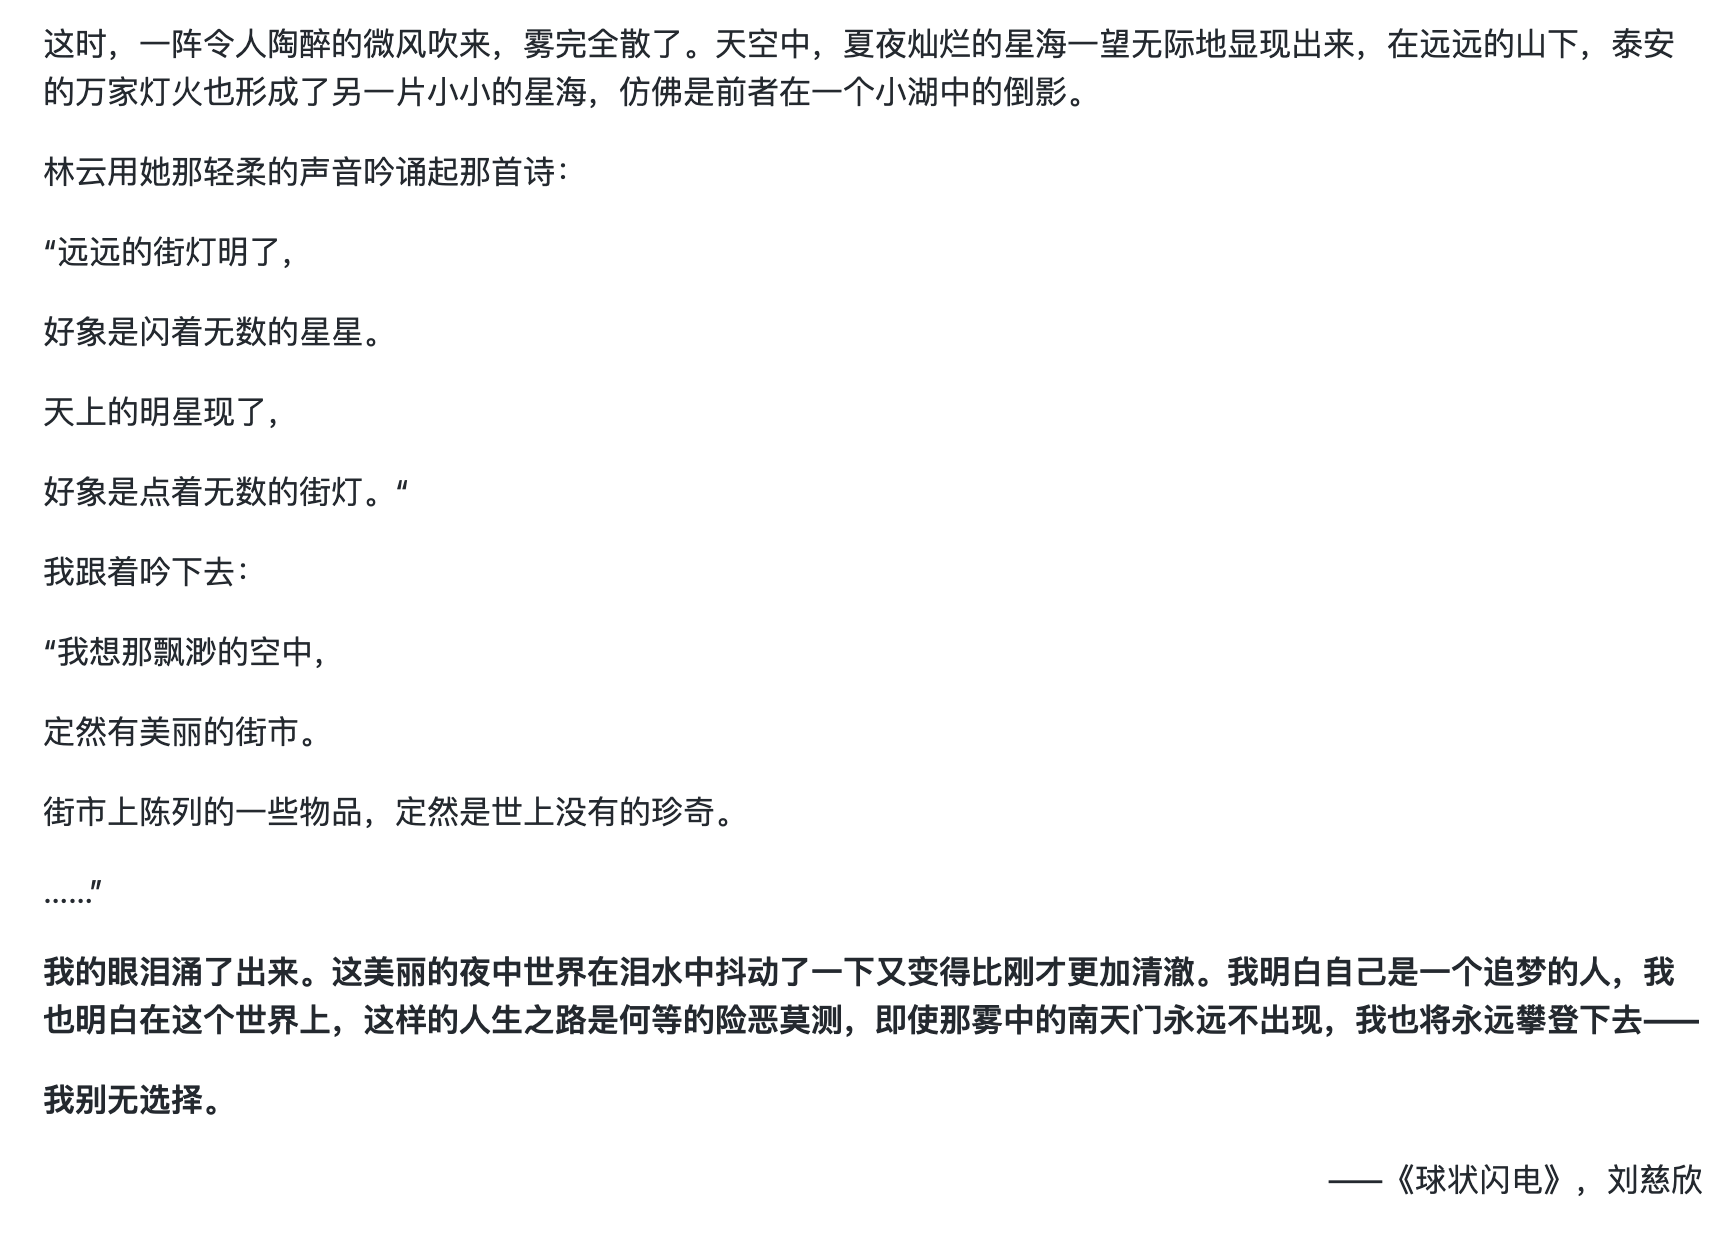 这时，一阵令人陶醉的微风吹来，雾完全散了。天空中，夏夜灿烂的星海一望无际地显现出来，在远远的山下，泰安
的万家灯火也形成了另一片小小的星海，仿佛是前者在一个小湖中的倒影。
林云用她那轻柔的声音吟诵起那首诗：
“远远的街灯明了，
好象是闪着无数的星星。
天上的明星现了，
好象是点着无数的街灯。“
我跟着吟下去：
“我想那飘渺的空中，
定然有美丽的街市。
街市上陈列的一些物品，定然是世上没有的珍奇。
……”
我的眼泪涌了出来。这美丽的夜中世界在泪水中抖动了一下又变得比刚才更加清澈。我明白自己是一个追梦的人，我
也明白在这个世界上，这样的人生之路是何等的险恶莫测，即使那雾中的南天门永远不出现，我也将永远攀登下去——
我别无选择。
——《球状闪电》，刘慈欣